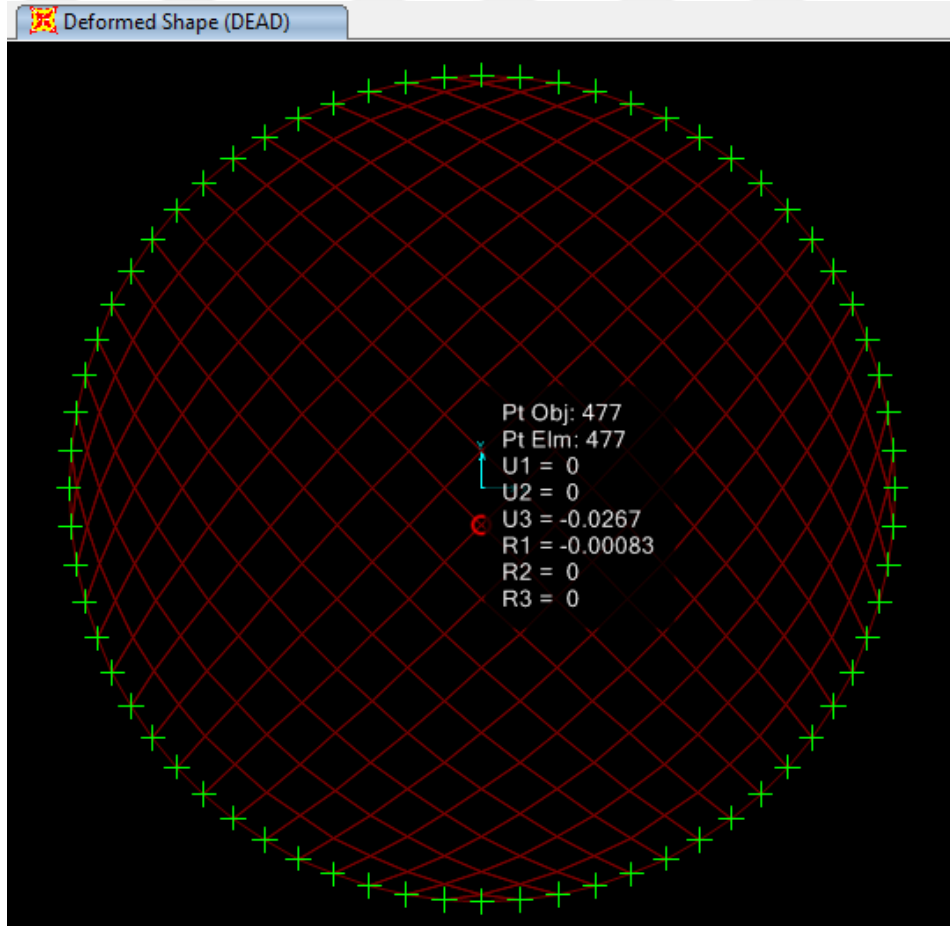 Deformed Shape (DEAD)
Pt Obj: 477
Pt Elm: 477
U1 = 0
U2 = 0
U3 = -0.0267
R1 = -0.00083
R2 = 0
R3 = 0